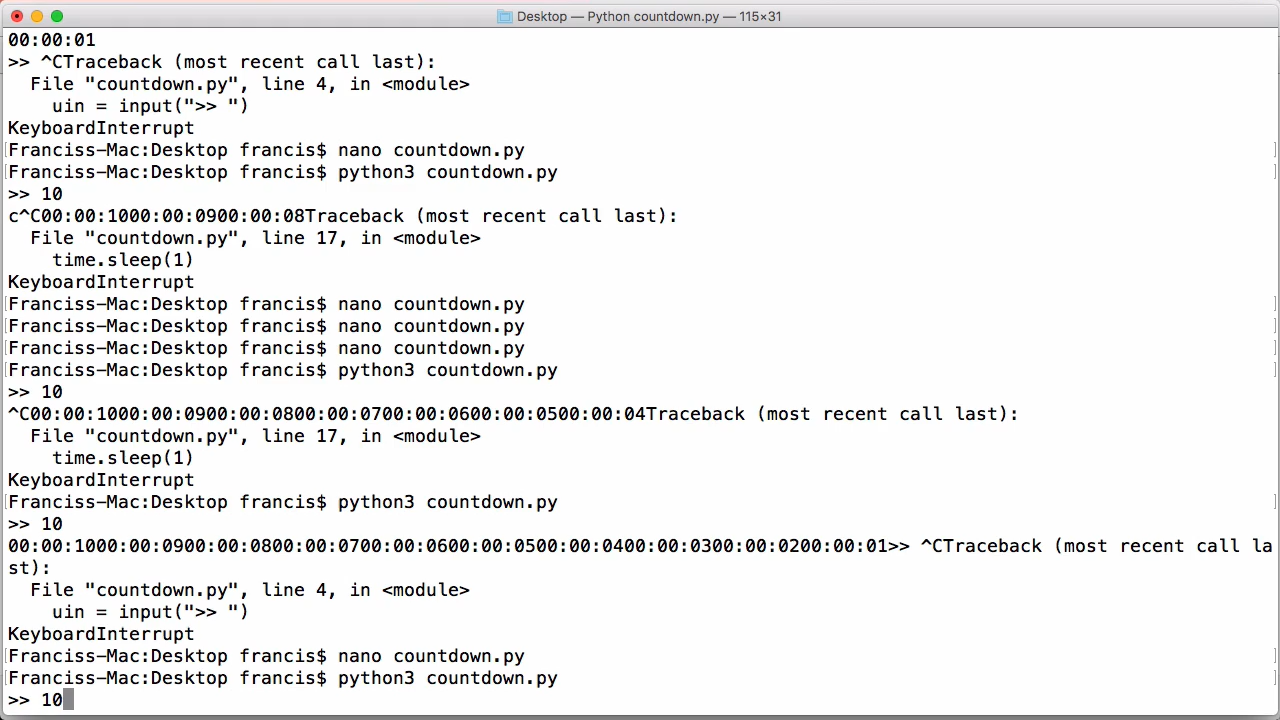 Desktop — Python countdown.py — 115×31
00:00:01
>> ^CTraceback (most recent call last):
  File "countdown.py", line 4, in <module>
    uin = input(">> ")
KeyboardInterrupt
[Franciss-Mac:Desktop francis$ nano countdown.py ]
[Franciss-Mac:Desktop francis$ python3 countdown.py ]
>> 10
c^C00:00:1000:00:0900:00:08Traceback (most recent call last):
  File "countdown.py", line 17, in <module>
    time.sleep(1)
KeyboardInterrupt
[Franciss-Mac:Desktop francis$ nano countdown.py ]
[Franciss-Mac:Desktop francis$ nano countdown.py ]
[Franciss-Mac:Desktop francis$ nano countdown.py ]
[Franciss-Mac:Desktop francis$ python3 countdown.py ]
>> 10
^C00:00:1000:00:0900:00:0800:00:0700:00:0600:00:0500:00:04Traceback (most recent call last):
  File "countdown.py", line 17, in <module>
    time.sleep(1)
KeyboardInterrupt
[Franciss-Mac:Desktop francis$ python3 countdown.py ]
>> 10
00:00:1000:00:0900:00:0800:00:0700:00:0600:00:0500:00:0400:00:0300:00:0200:00:01>> ^CTraceback (most recent call la
st):
  File "countdown.py", line 4, in <module>
    uin = input(">> ")
KeyboardInterrupt
[Franciss-Mac:Desktop francis$ nano countdown.py ]
[Franciss-Mac:Desktop francis$ python3 countdown.py ]
>> 10